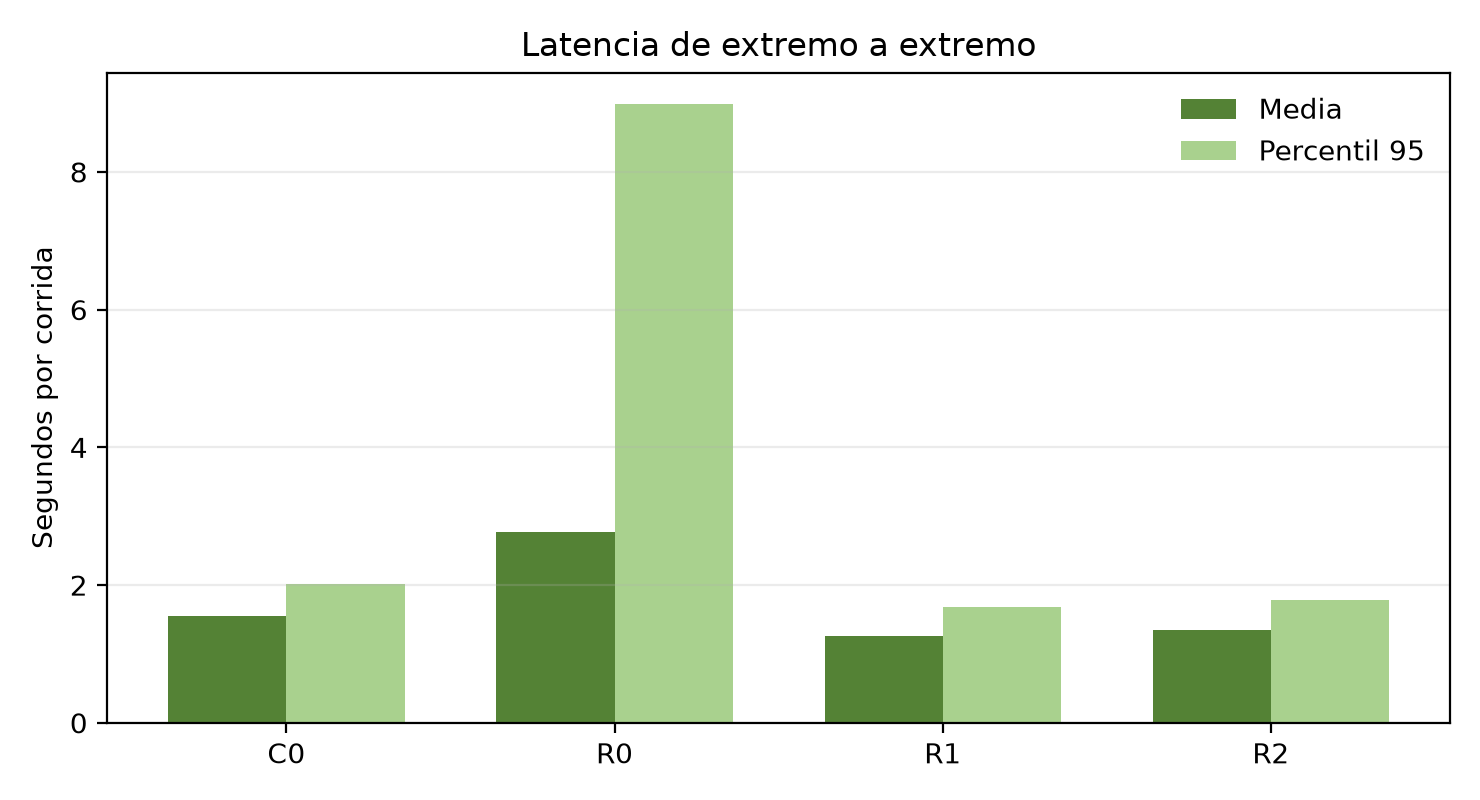 Latencia de extremo a extremo
Media
Percentil 95
Segundos por corrida
8
6
4
2
0
C0
R0
R1
R2